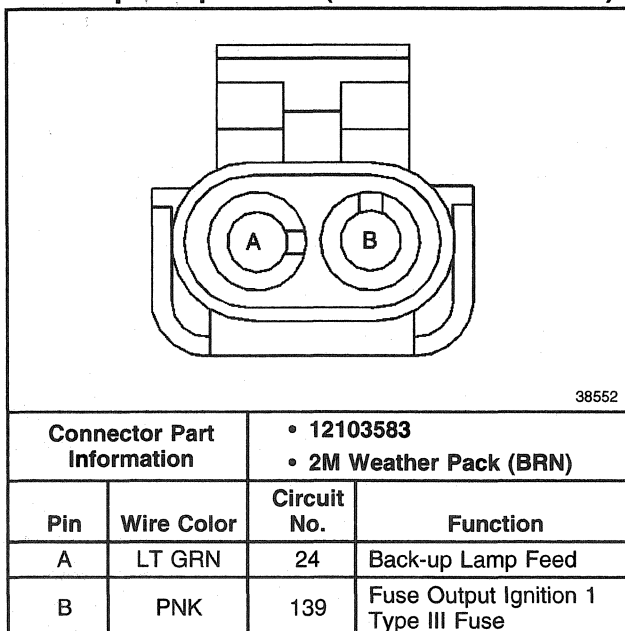 A
B
38552
Connector Part Information
• 12103583
• 2M Weather Pack (BRN)
Pin Wire Color Circuit No. Function
A LT GRN 24 Back-up Lamp Feed
B PNK 139 Fuse Output Ignition 1
Type III Fuse